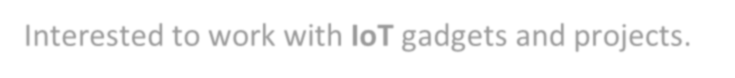 Interested to work with IoT gadgets and projects.